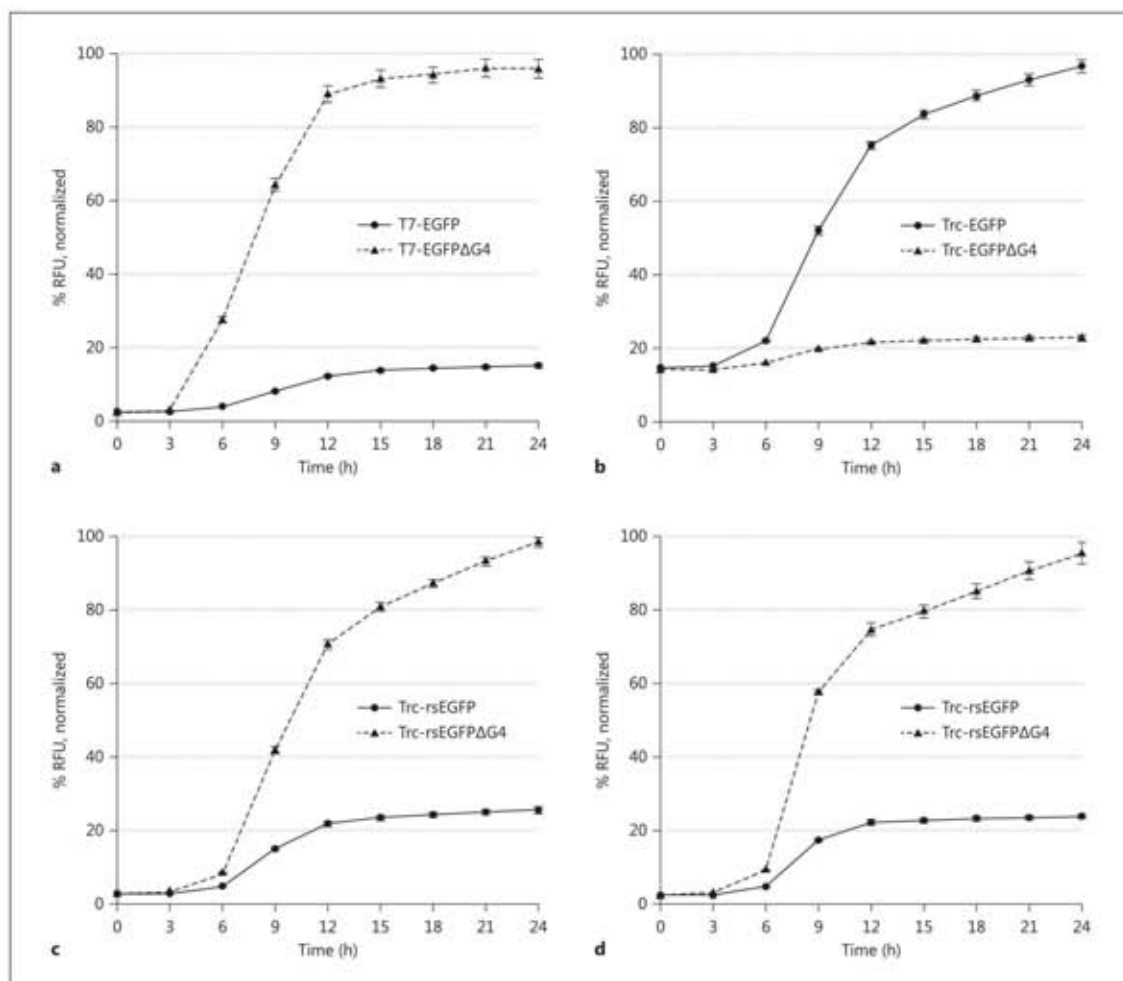 100
80
60
40
20
0
% RFU, normalized
T7-EGFP
T7-EGFPΔG4
0 3 6 9 12 15 18 21 24
a
Time (h)
100
80
60
40
20
0
% RFU, normalized
Trc-EGFP
Trc-EGFPΔG4
0 3 6 9 12 15 18 21 24
b
Time (h)
100
80
60
40
20
0
% RFU, normalized
Trc-rsEGFP
Trc-rsEGFPΔG4
0 3 6 9 12 15 18 21 24
c
Time (h)
100
80
60
40
20
0
% RFU, normalized
Trc-rsEGFP
Trc-rsEGFPΔG4
0 3 6 9 12 15 18 21 24
d
Time (h)